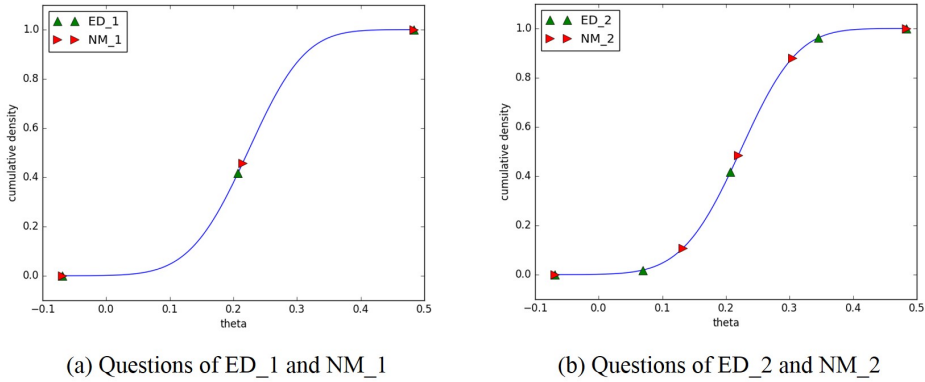 ED_1
NM_1
1.0
0.8
0.6
0.4
0.2
0.0
cumulative density
−0.1 0.0 0.1 0.2 0.3 0.4 0.5
theta
(a) Questions of ED_1 and NM_1
ED_2
NM_2
1.0
0.8
0.6
0.4
0.2
0.0
cumulative density
−0.1 0.0 0.1 0.2 0.3 0.4 0.5
theta
(b) Questions of ED_2 and NM_2